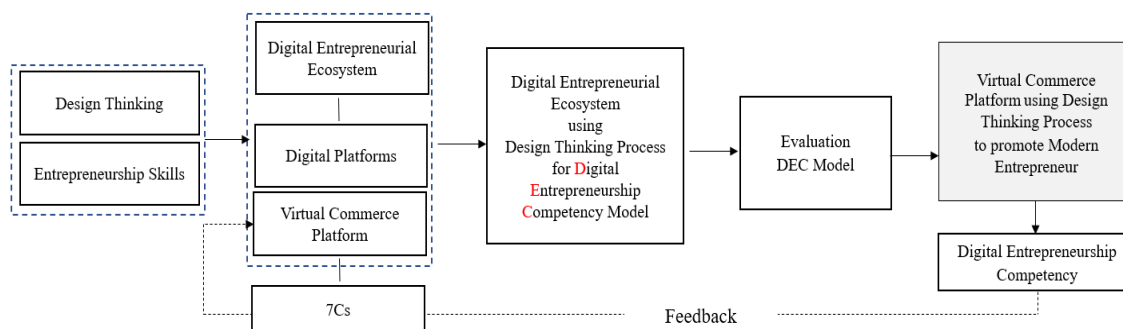 Design Thinking
Entrepreneurship Skills
Digital Entrepreneurial
Ecosystem
Digital Platforms
Virtual Commerce
Platform
7Cs
Digital Entrepreneurial
Ecosystem
using
Design Thinking Process
for Digital
Entrepreneurship
Competency Model
Evaluation
DEC Model
Virtual Commerce
Platform using Design
Thinking Process
to promote Modern
Entrepreneur
Digital Entrepreneurship
Competency
Feedback